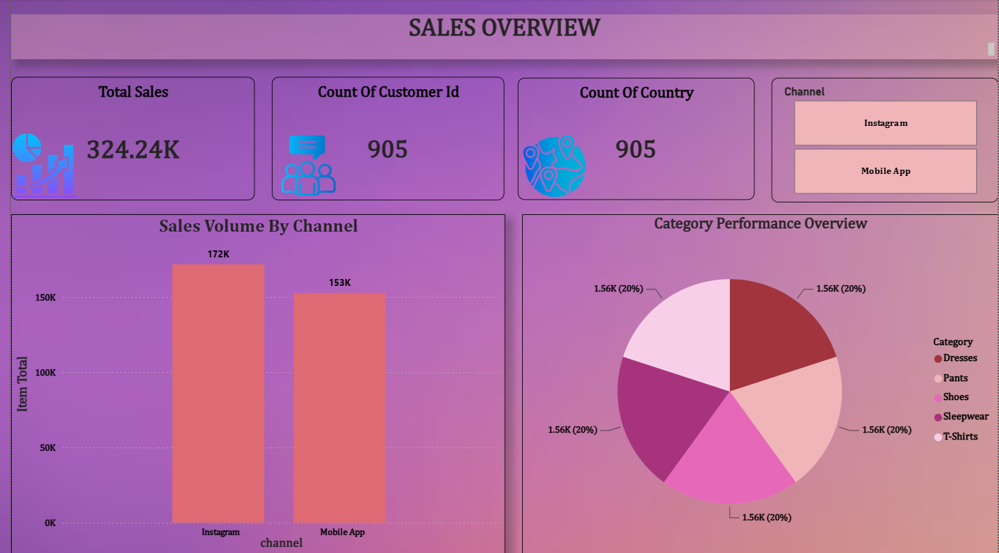 SALES OVERVIEW
Total Sales
324.24K
Count Of Customer Id
905
Count Of Country
905
Channel
Instagram
Mobile App
Sales Volume By Channel
172K
153K
150K
100K
50K
0K
Item Total
Instagram
Mobile App
channel
Category Performance Overview
1.56K (20%)
1.56K (20%)
1.56K (20%)
1.56K (20%)
1.56K (20%)
Category
Dresses
Pants
Shoes
Sleepwear
T-Shirts